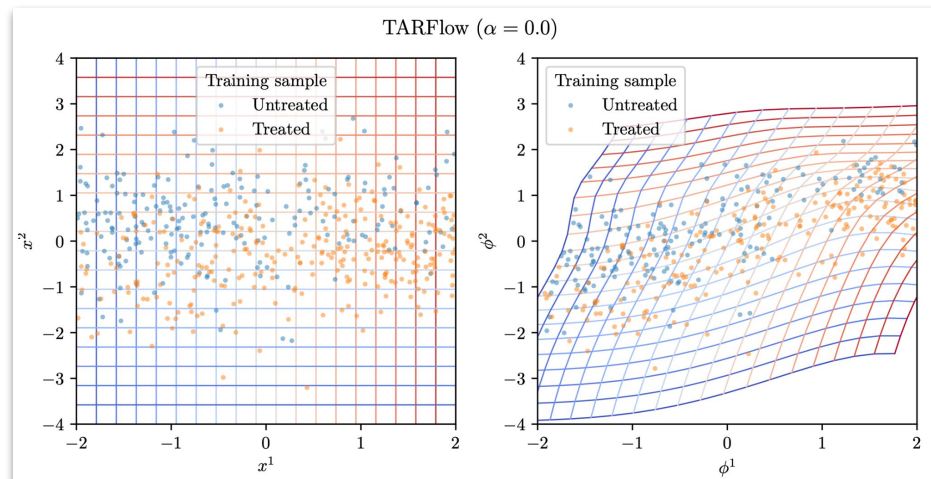 TARFlow (α = 0.0)
Training sample
Untreated
Treated
4
3
2
1
0
−1
−2
−3
−4
x²
−2
−1
0
1
2
x¹
Training sample
Untreated
Treated
4
3
2
1
0
−1
−2
−3
−4
ϕ²
−2
−1
0
1
2
ϕ¹